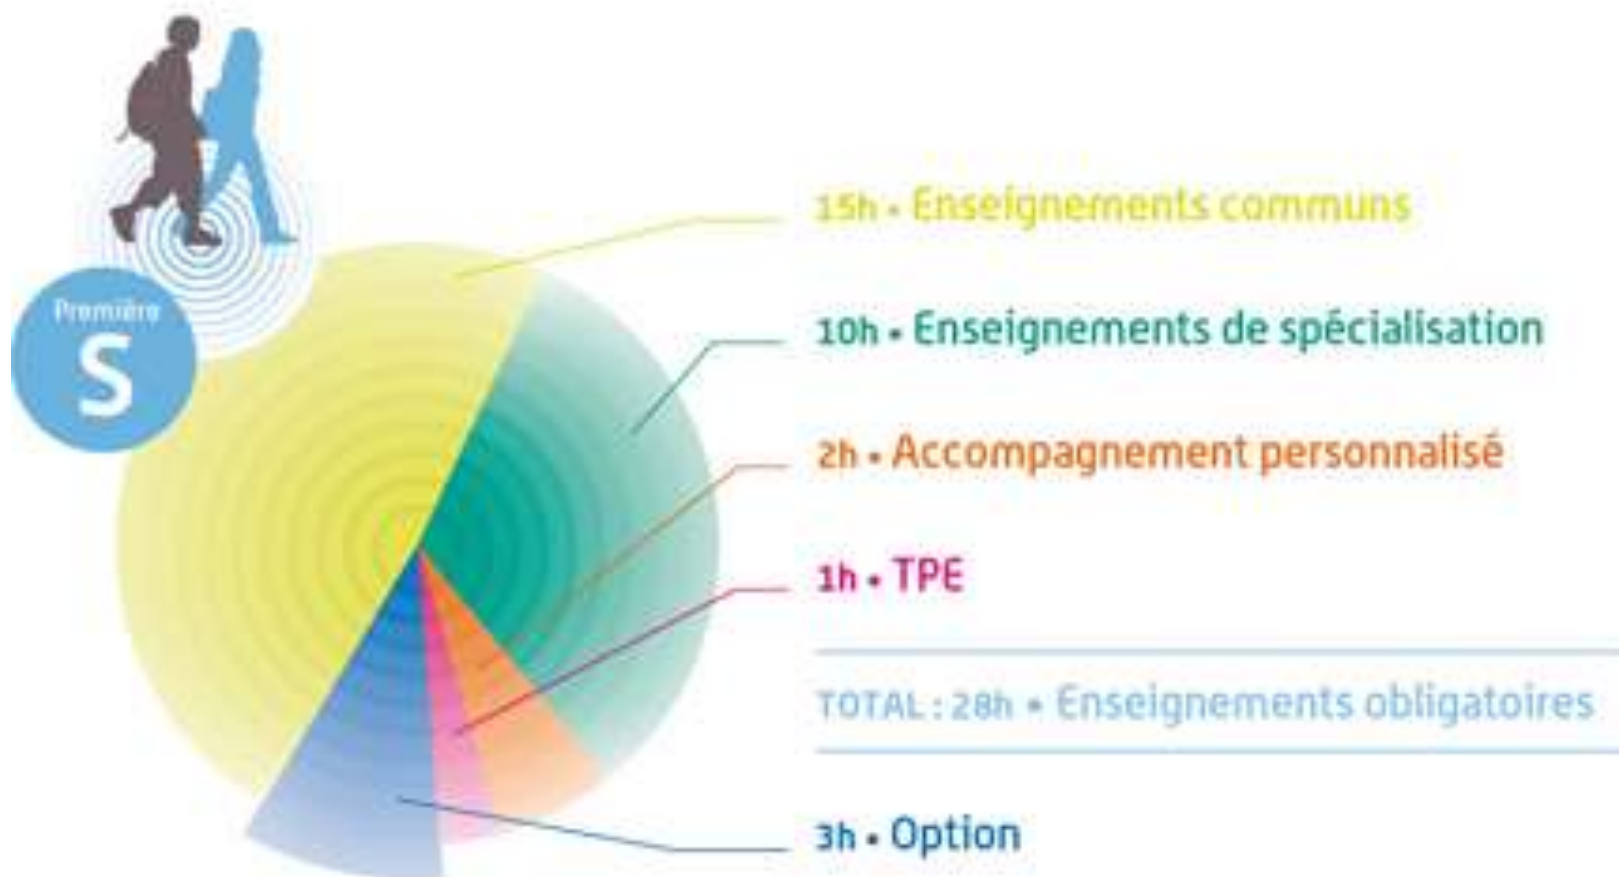 Première
S
15h • Enseignements communs
10h • Enseignements de spécialisation
2h • Accompagnement personnalisé
1h • TPE
TOTAL : 28h • Enseignements obligatoires
3h • Option